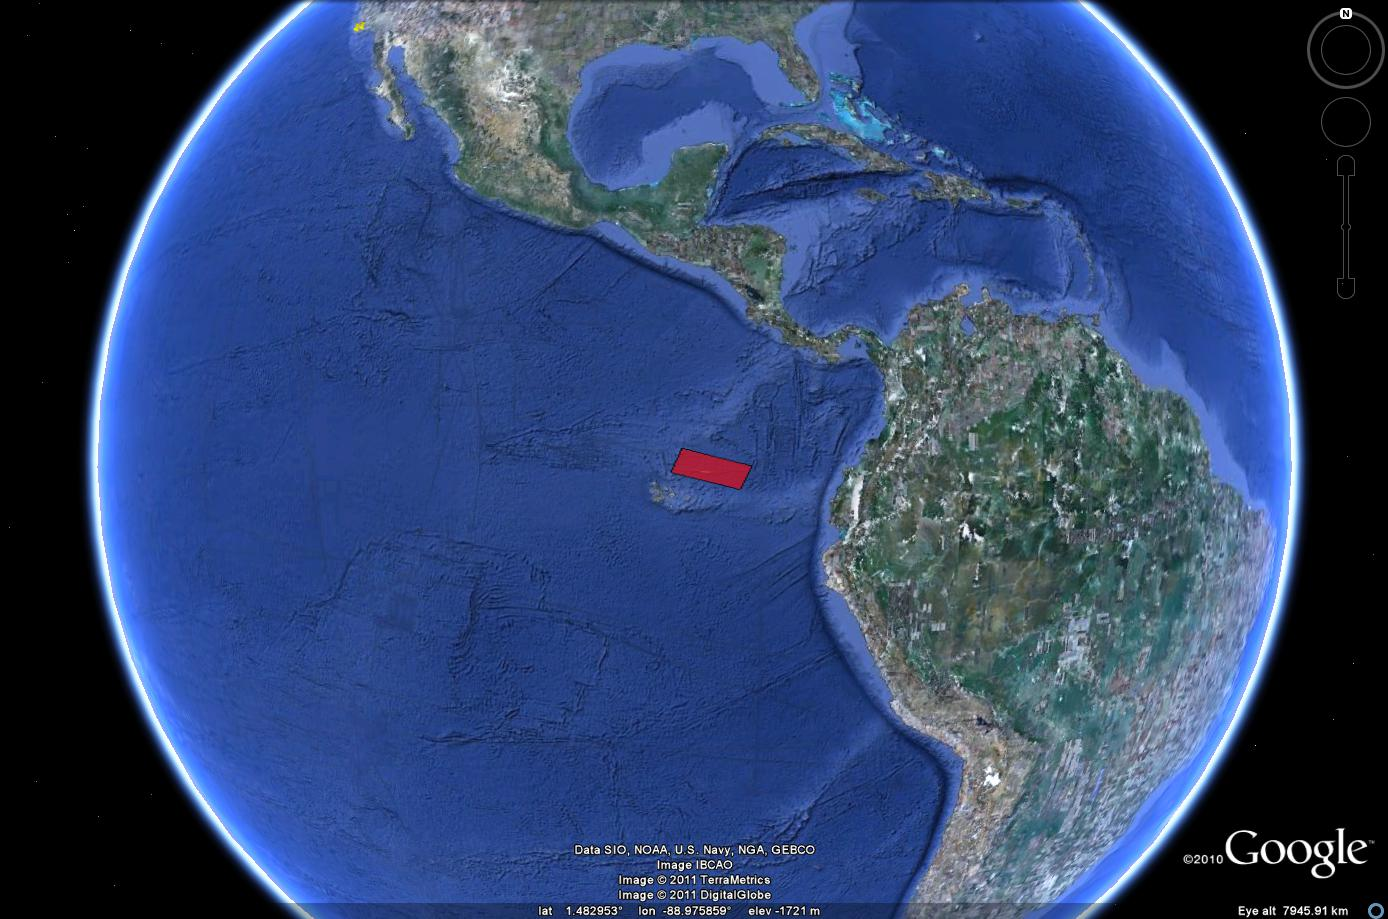 N
Data SIO, NOAA, U.S. Navy, NGA, GEBCO
Image IBCAO
Image © 2011 TerraMetrics
Image © 2011 DigitalGlobe
©2010 Google™
lat 1.482953° lon -88.975859° elev -1721 m
Eye alt 7945.91 km